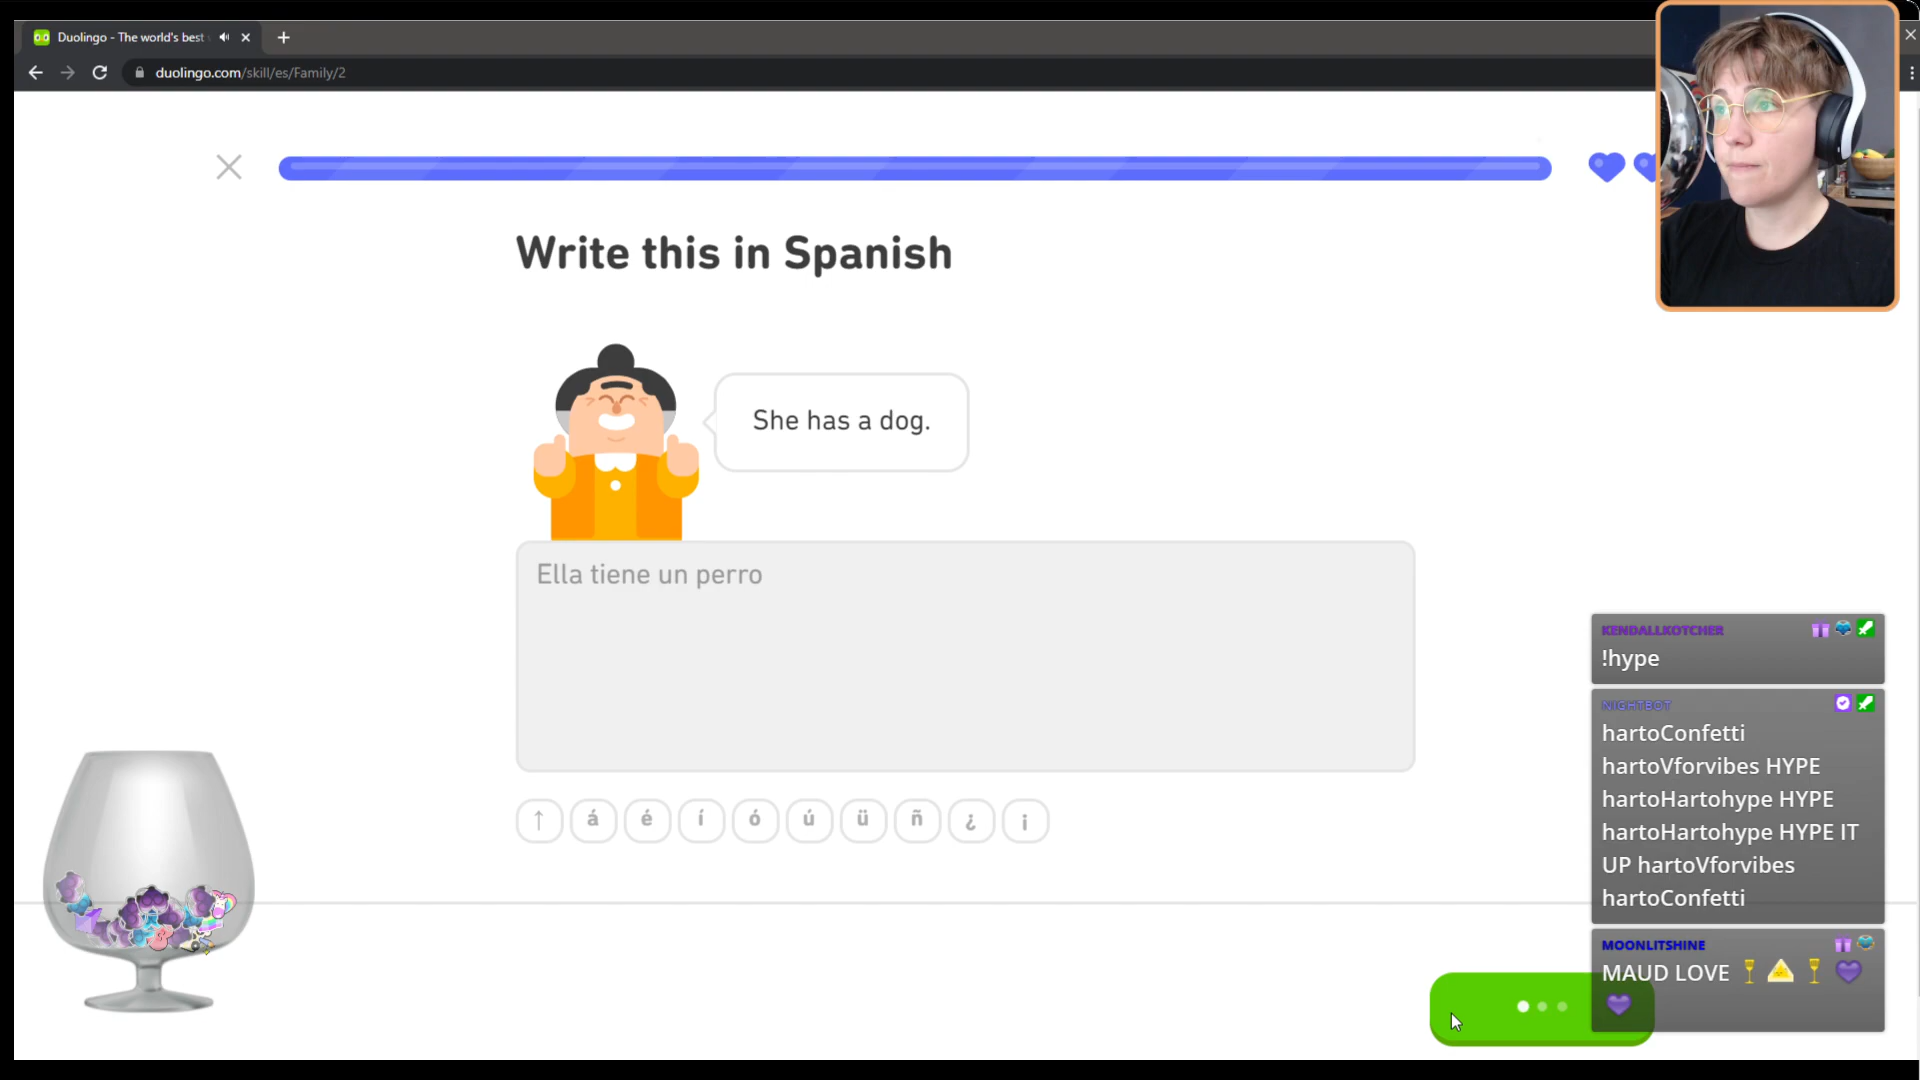 Duolingo - The world's best
duolingo.com/skill/es/Family/2
Write this in Spanish
She has a dog.
Ella tiene un perro
↑ á é í ó ú ü ñ ¿ ¡
KENDALLKOTCHER
!hype
NIGHTBOT
hartoConfetti
hartoVforvibes HYPE
hartoHartohype HYPE
hartoHartohype HYPE IT
UP hartoVforvibes
hartoConfetti
MOONLITSHINE
MAUD LOVE